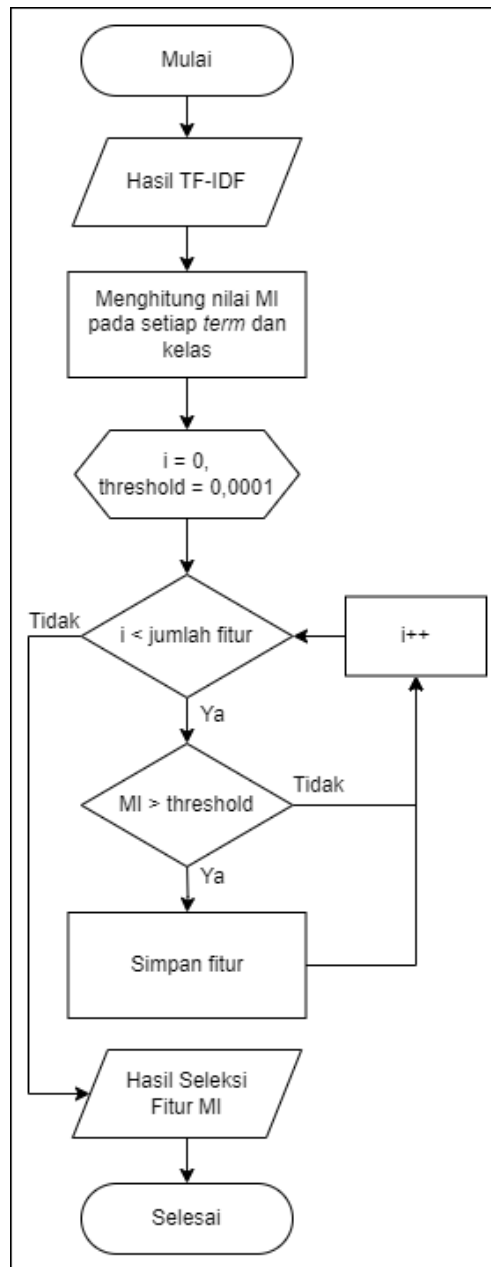 Mulai
Hasil TF-IDF
Menghitung nilai MI
pada setiap term dan
kelas
i = 0,
threshold = 0,0001
Tidak
i < jumlah fitur
i++
Ya
MI > threshold
Tidak
Ya
Simpan fitur
Hasil Seleksi
Fitur MI
Selesai